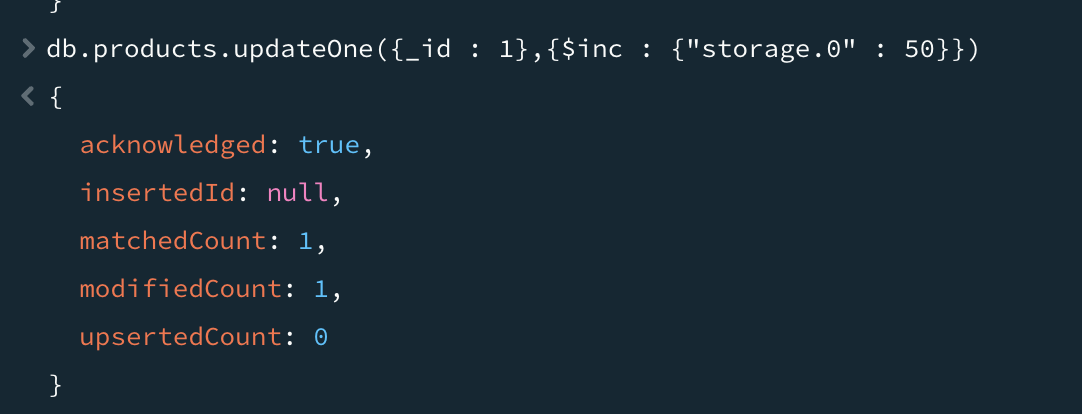 }
> db.products.updateOne({_id : 1},{$inc : {"storage.0" : 50}})
< {
acknowledged: true,
insertedId: null,
matchedCount: 1,
modifiedCount: 1,
upsertedCount: 0
}